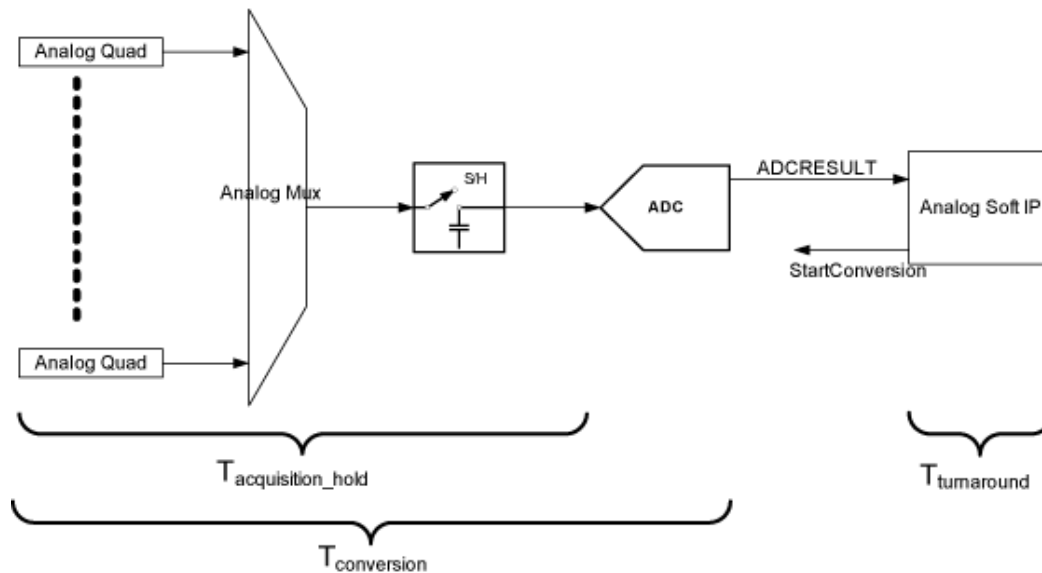 Analog Quad
Analog Mux
S/H
ADC
ADCRESULT
Analog Soft IP
StartConversion
Analog Quad
Tacquisition_hold
Tturnaround
Tconversion